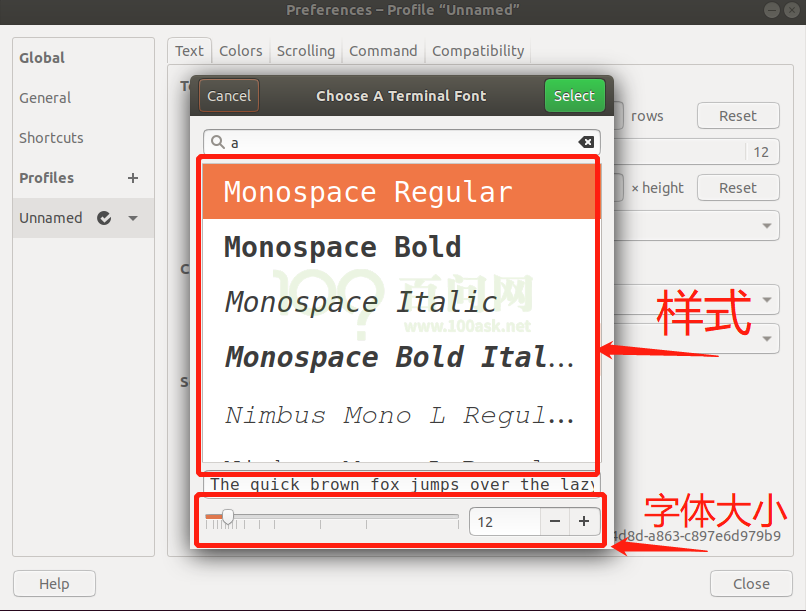 Preferences – Profile “Unnamed”
Global
General
Shortcuts
Profiles +
Unnamed
Text Colors Scrolling Command Compatibility
Cancel Choose A Terminal Font Select
a
Monospace Regular
Monospace Bold
Monospace Italic
Monospace Bold Ital...
Nimbus Mono L Regul...
The quick brown fox jumps over the lazy
12 − +
rows Reset
12
× height Reset
样式
字体大小
4d8d-a863-c897e6d979b9
100? 百问网
www.100ask.net
Help Close